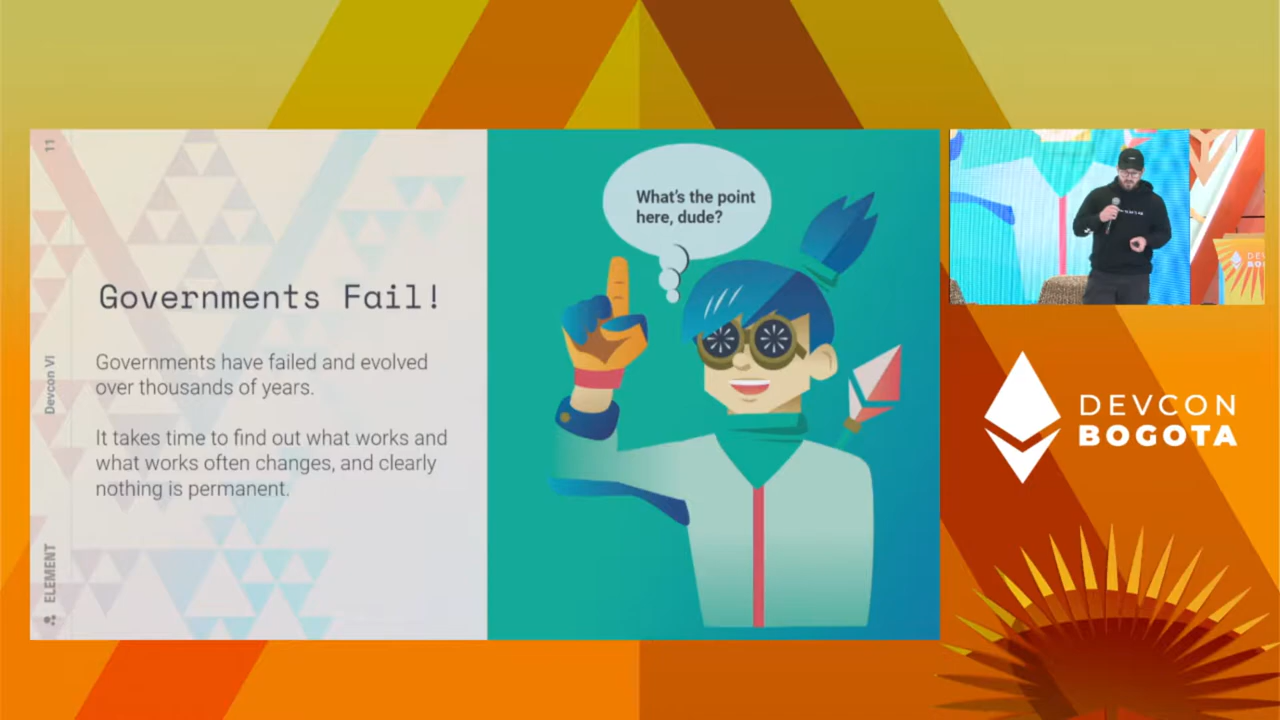 11
Devcon VI
ELEMENT
Governments Fail!
Governments have failed and evolved
over thousands of years.
It takes time to find out what works and
what works often changes, and clearly
nothing is permanent.
What's the point
here, dude?
DEVCON
BOGOTA